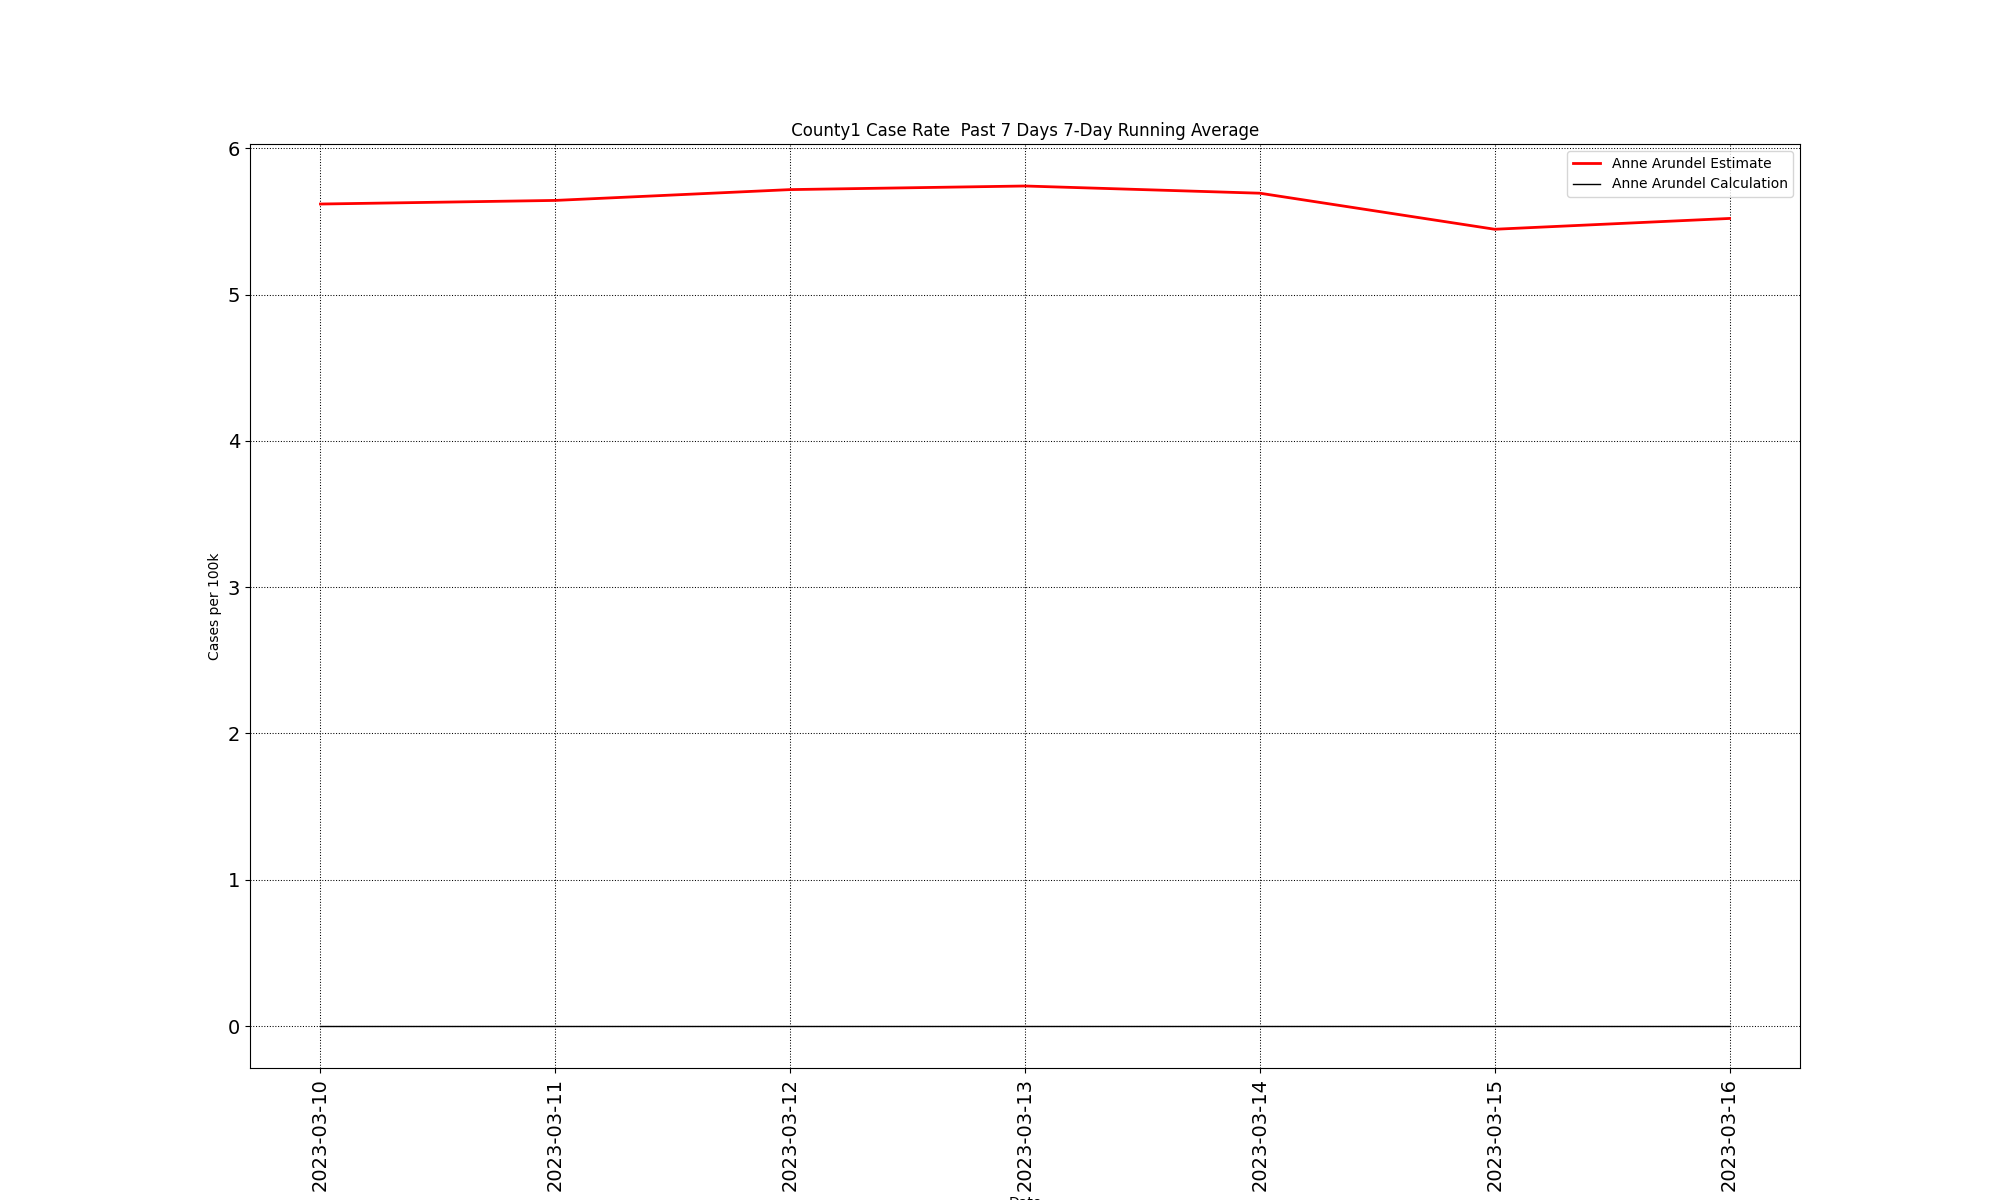 County1 Case Rate  Past 7 Days 7-Day Running Average
Anne Arundel Estimate
Anne Arundel Calculation
6
5
4
3
2
1
0
Cases per 100k
2023-03-10
2023-03-11
2023-03-12
2023-03-13
2023-03-14
2023-03-15
2023-03-16
Date